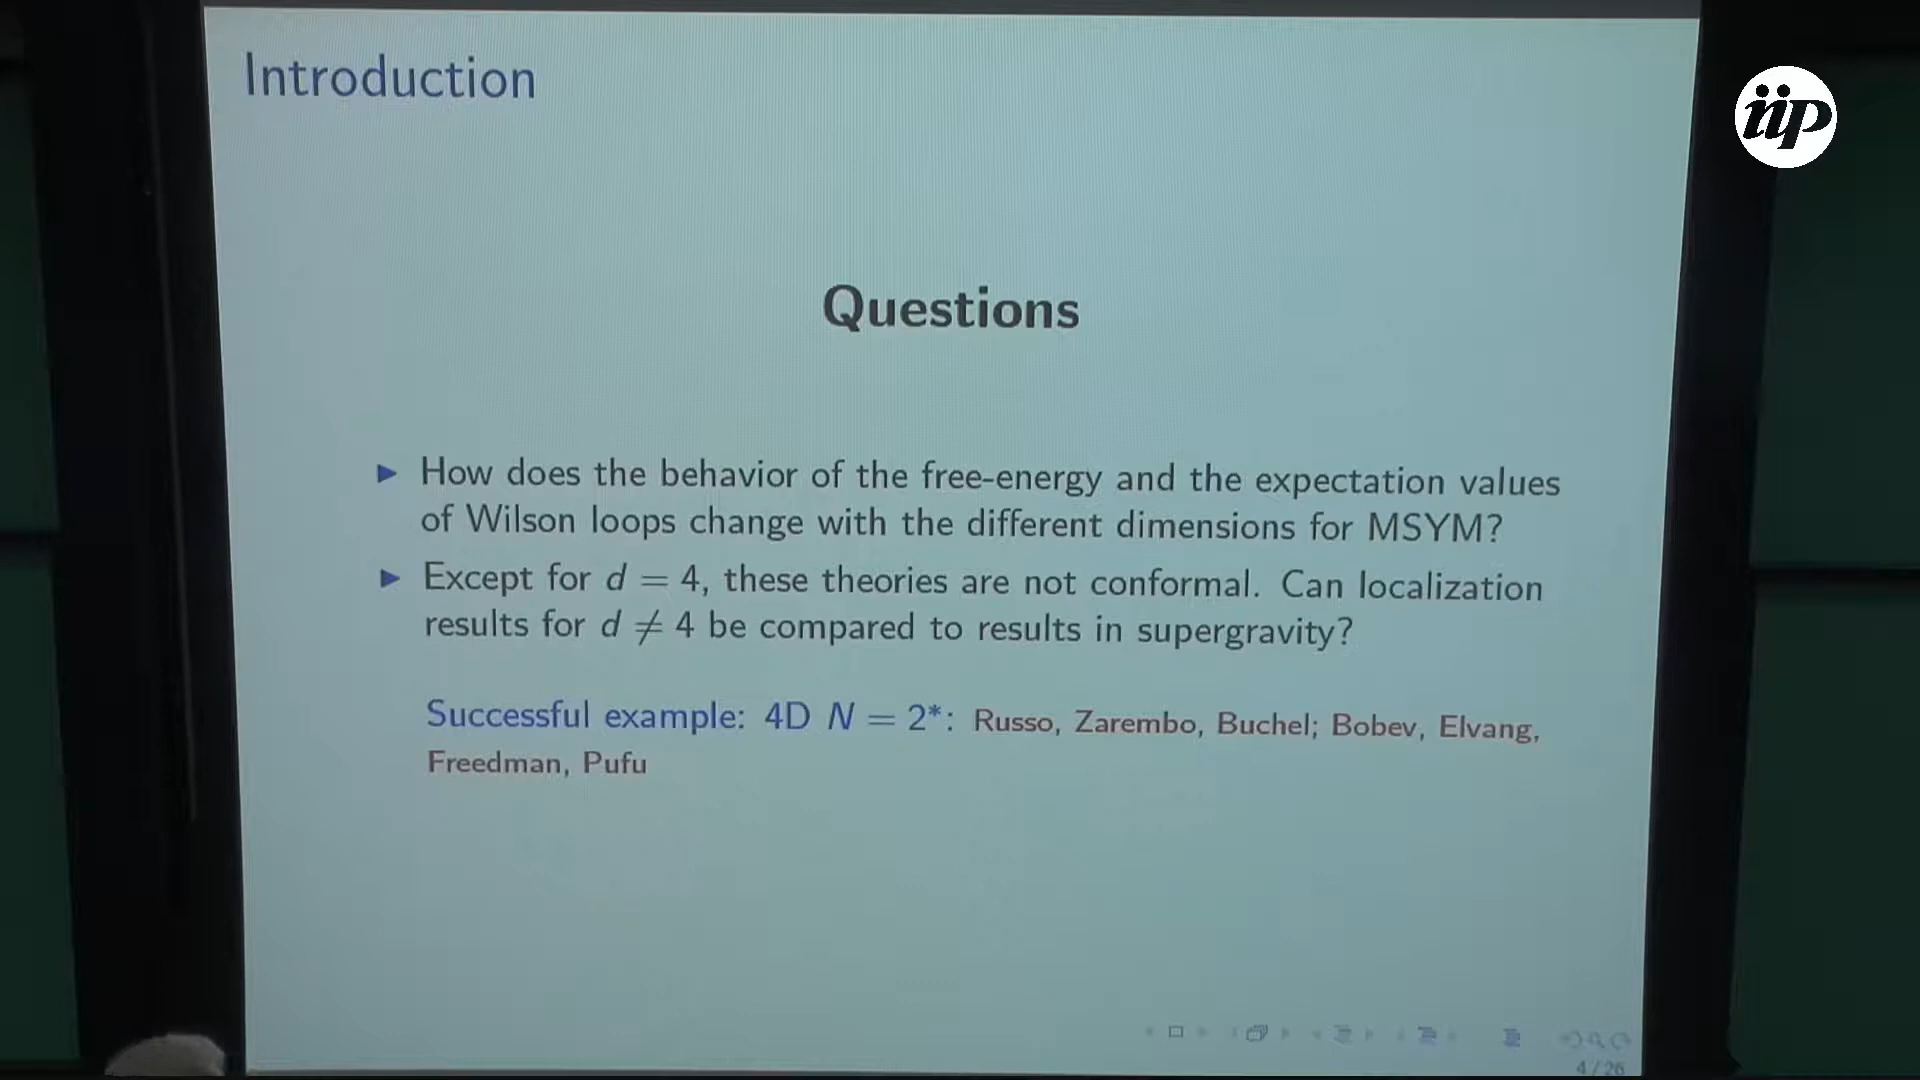 Introduction
iip
Questions
▶ How does the behavior of the free-energy and the expectation values
of Wilson loops change with the different dimensions for MSYM?
▶ Except for d = 4, these theories are not conformal. Can localization
results for d ≠ 4 be compared to results in supergravity?
Successful example: 4D N = 2*: Russo, Zarembo, Buchel; Bobev, Elvang,
Freedman, Pufu
4 / 26